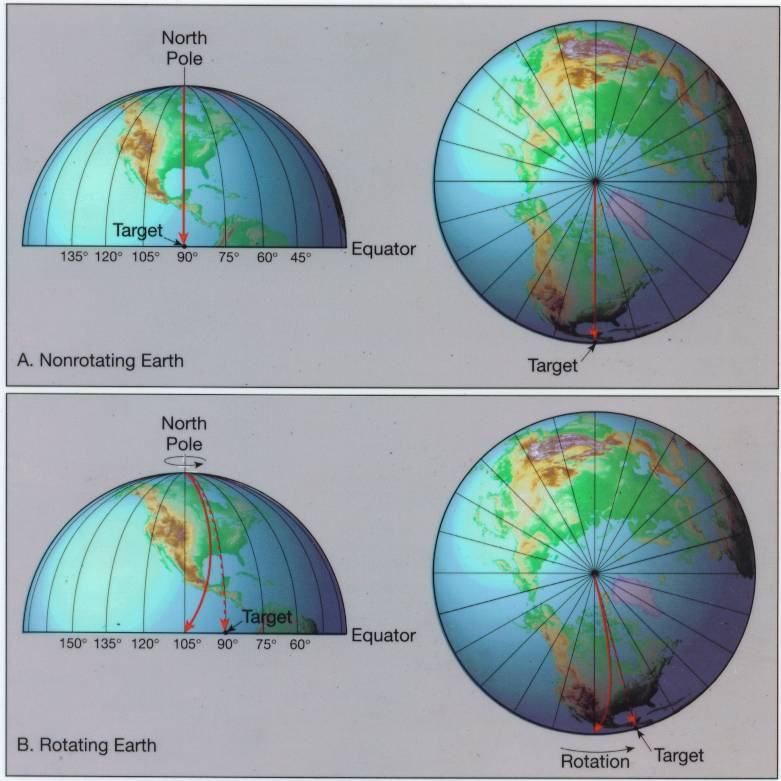 North
Pole
Target
Equator
135° 120° 105° 90° 75° 60° 45°
Target
A. Nonrotating Earth
North
Pole
Target
Equator
150° 135° 120° 105° 90° 75° 60°
Rotation
Target
B. Rotating Earth